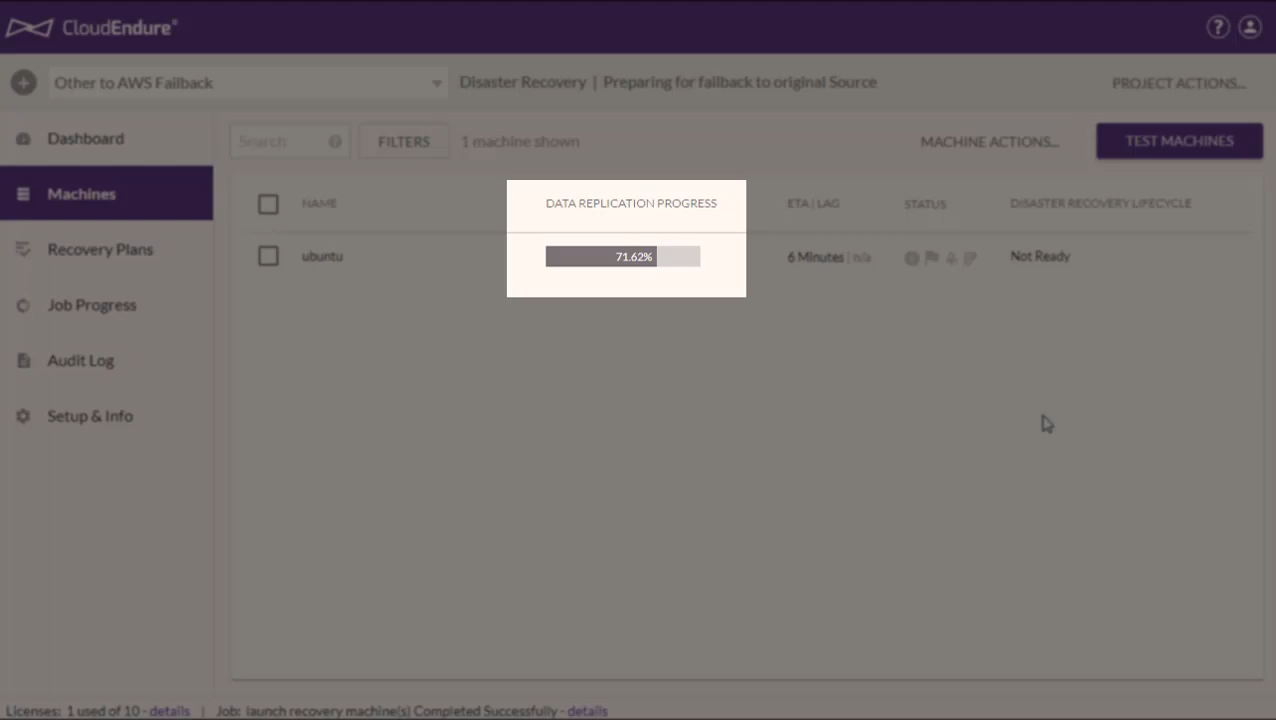 CloudEndure®
Other to AWS Failback
Disaster Recovery | Preparing for failback to original Source
PROJECT ACTIONS...
Dashboard
Machines
Recovery Plans
Job Progress
Audit Log
Setup & Info
Search
FILTERS
1 machine shown
MACHINE ACTIONS...
TEST MACHINES
NAME
DATA REPLICATION PROGRESS
ETA | LAG
STATUS
DISASTER RECOVERY LIFECYCLE
ubuntu
71.62%
6 Minutes | n/a
Not Ready
Licenses: 1 used of 10 - details | Job: launch recovery machine(s) Completed Successfully - details